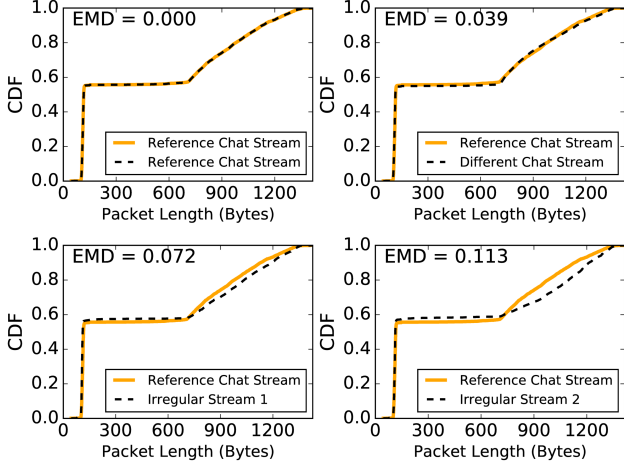 EMD = 0.000
CDF
1.0
0.8
0.6
0.4
0.2
0.0
Reference Chat Stream
Reference Chat Stream
0 300 600 900 1200
Packet Length (Bytes)
EMD = 0.039
CDF
1.0
0.8
0.6
0.4
0.2
0.0
Reference Chat Stream
Different Chat Stream
0 300 600 900 1200
Packet Length (Bytes)
EMD = 0.072
CDF
1.0
0.8
0.6
0.4
0.2
0.0
Reference Chat Stream
Irregular Stream 1
0 300 600 900 1200
Packet Length (Bytes)
EMD = 0.113
CDF
1.0
0.8
0.6
0.4
0.2
0.0
Reference Chat Stream
Irregular Stream 2
0 300 600 900 1200
Packet Length (Bytes)